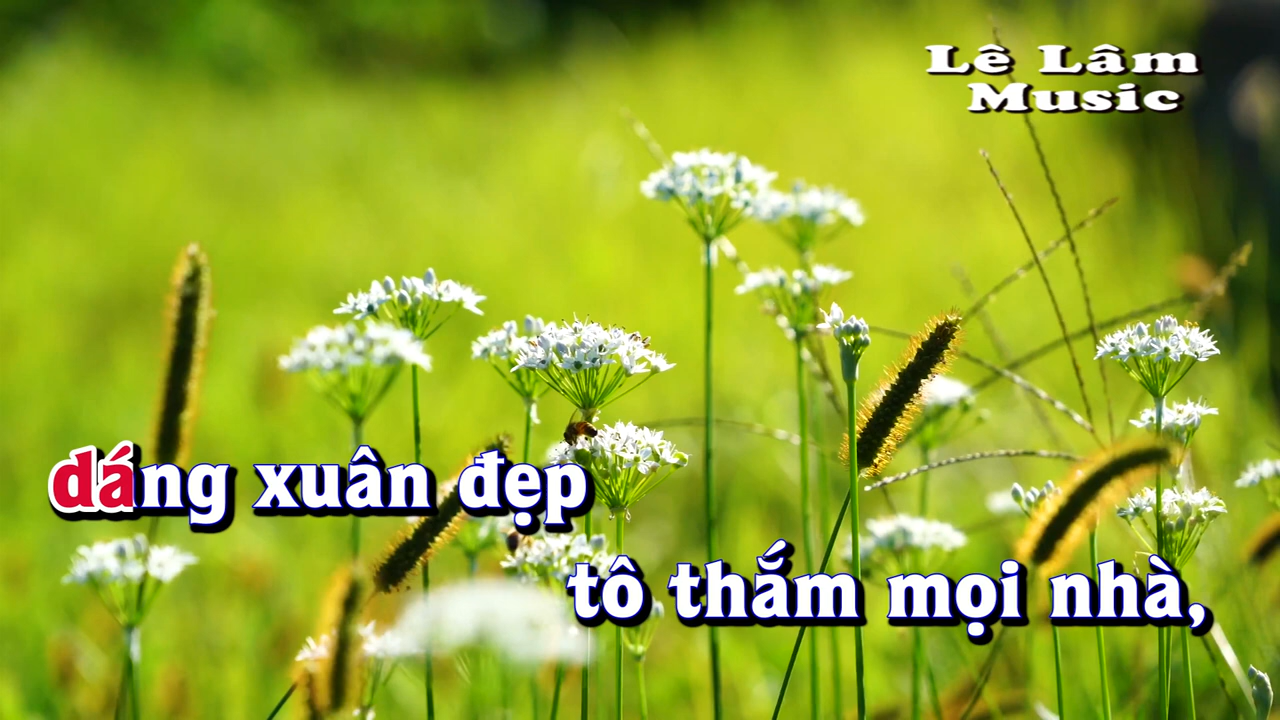 Lê Lâm
Music
dáng xuân đẹp
tô thắm mọi nhà,